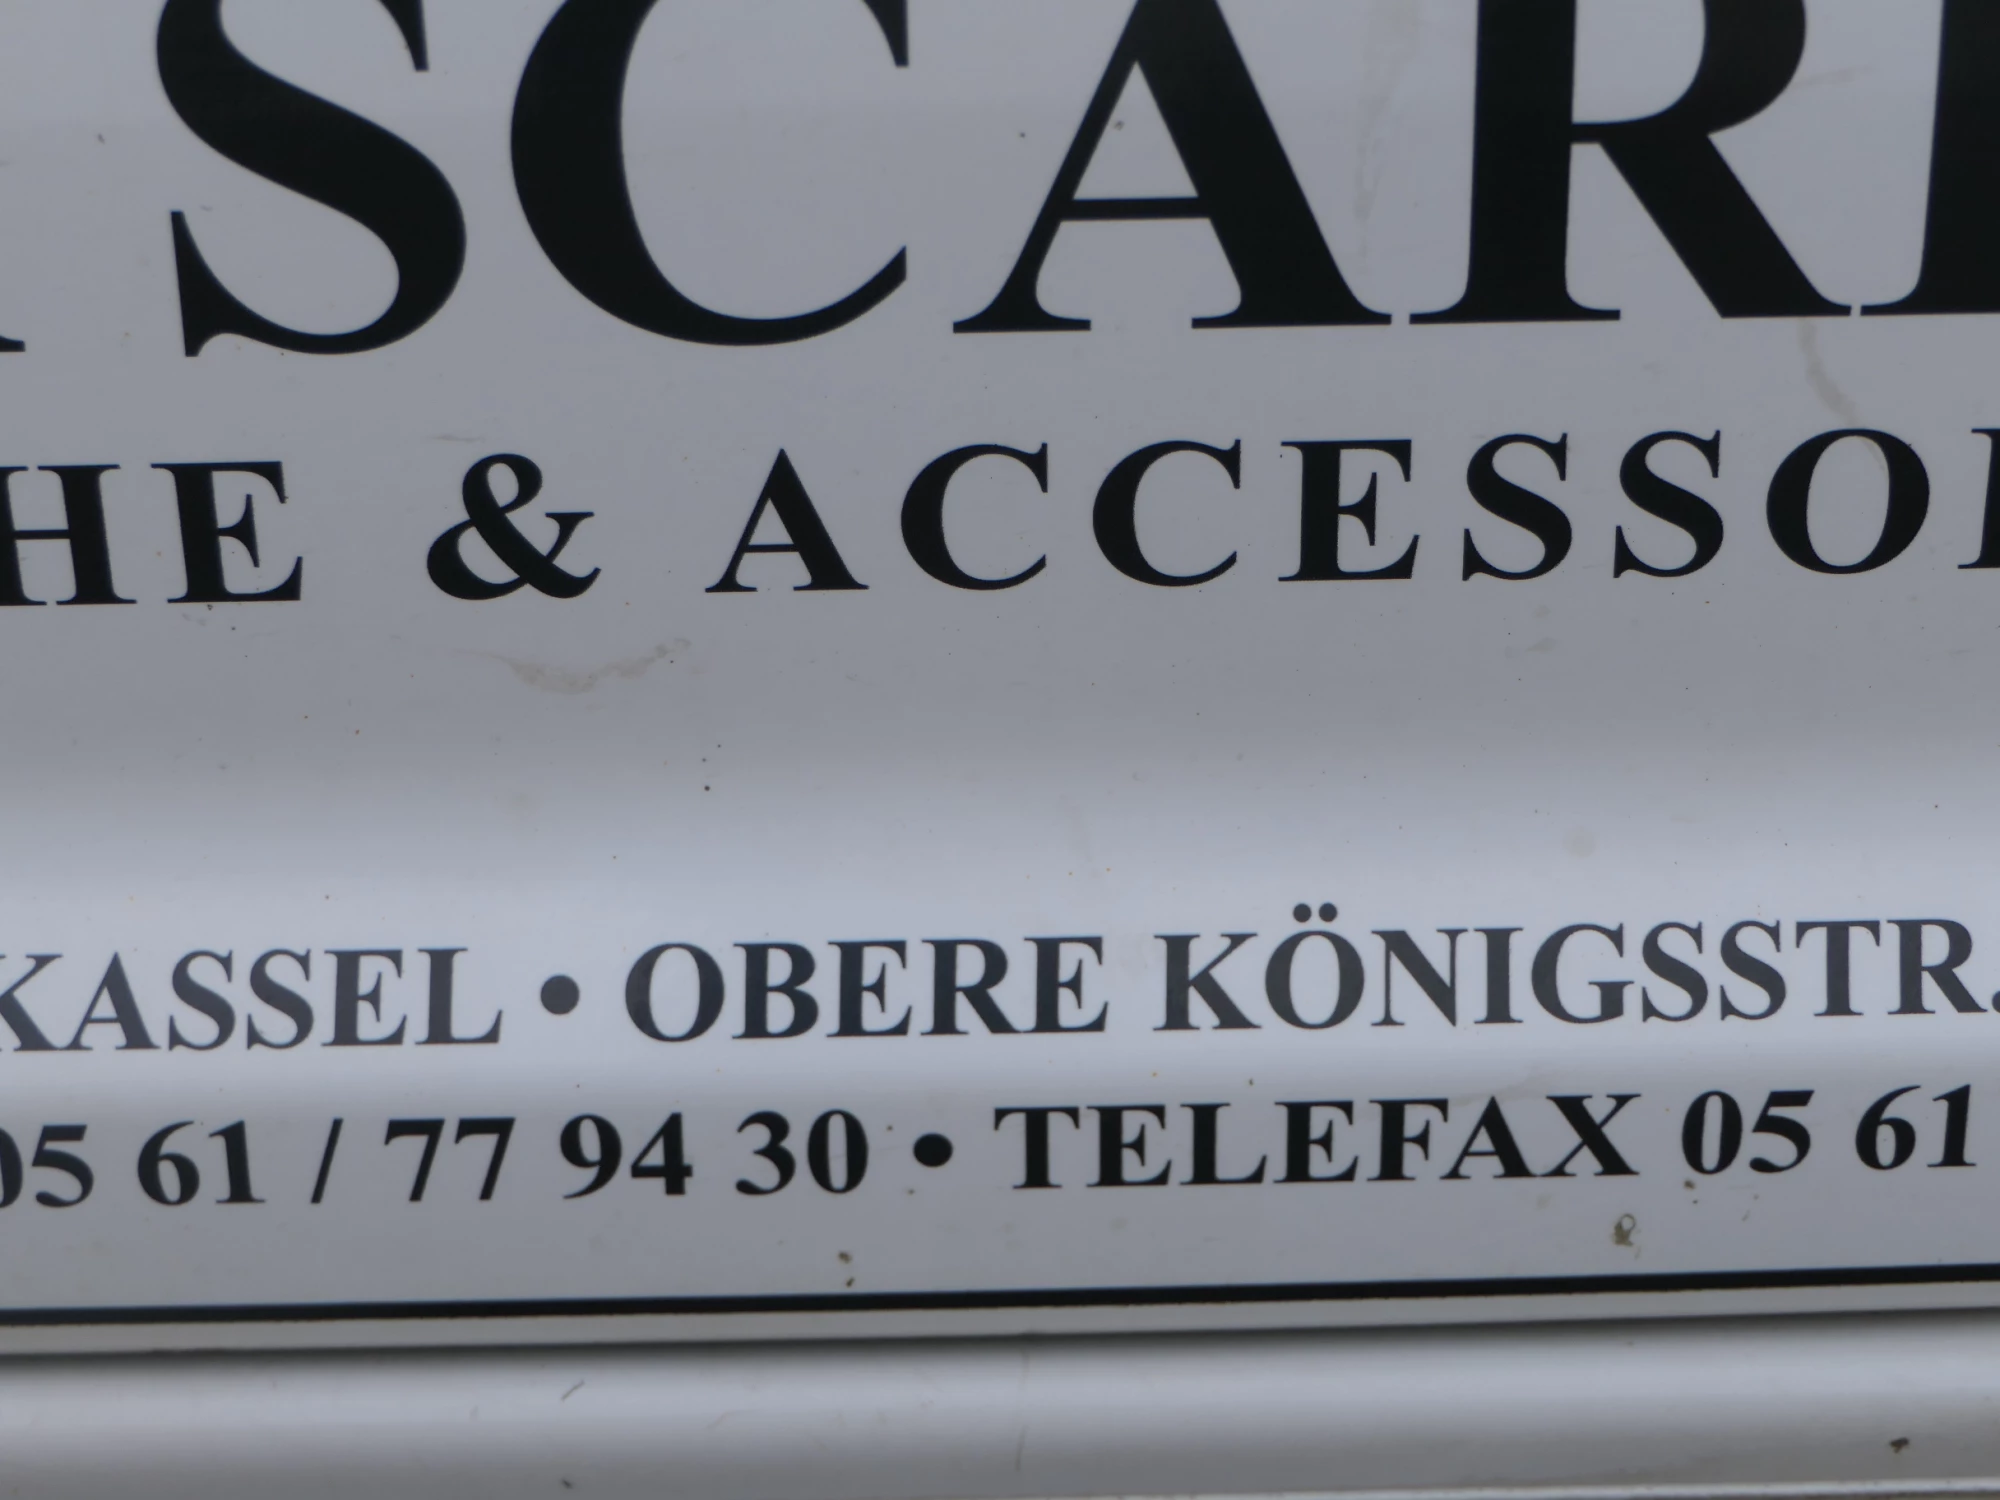 SCAR
HE & ACCESSO
KASSEL • OBERE KÖNIGSSTR.
05 61 / 77 94 30 • TELEFAX 05 61